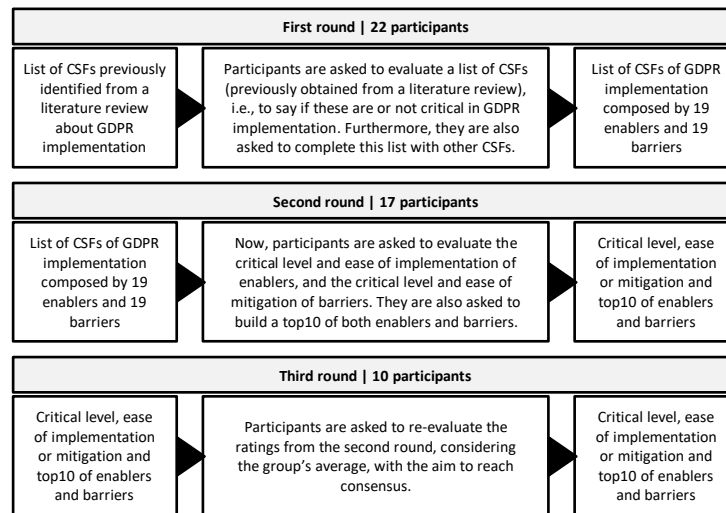 First round | 22 participants
List of CSFs previously
identified from a
literature review
about GDPR
implementation
Participants are asked to evaluate a list of CSFs
(previously obtained from a literature review),
i.e., to say if these are or not critical in GDPR
implementation. Furthermore, they are also
asked to complete this list with other CSFs.
List of CSFs of GDPR
implementation
composed by 19
enablers and 19
barriers
Second round | 17 participants
List of CSFs of GDPR
implementation
composed by 19
enablers and 19
barriers
Now, participants are asked to evaluate the
critical level and ease of implementation of
enablers, and the critical level and ease of
mitigation of barriers. They are also asked to
build a top10 of both enablers and barriers.
Critical level, ease
of implementation
or mitigation and
top10 of enablers
and barriers
Third round | 10 participants
Critical level, ease
of implementation
or mitigation and
top10 of enablers
and barriers
Participants are asked to re-evaluate the
ratings from the second round, considering
the group's average, with the aim to reach
consensus.
Critical level, ease
of implementation
or mitigation and
top10 of enablers
and barriers